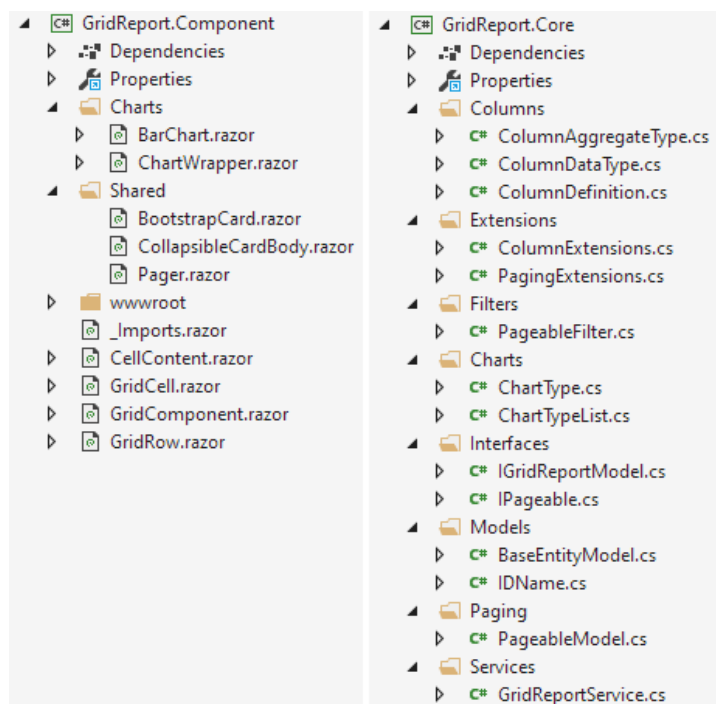 GridReport.Component
Dependencies
Properties
Charts
BarChart.razor
ChartWrapper.razor
Shared
BootstrapCard.razor
CollapsibleCardBody.razor
Pager.razor
wwwroot
_Imports.razor
CellContent.razor
GridCell.razor
GridComponent.razor
GridRow.razor
C# GridReport.Core
Dependencies
Properties
Columns
C# ColumnAggregateType.cs
C# ColumnDataType.cs
C# ColumnDefinition.cs
Extensions
C# ColumnExtensions.cs
C# PagingExtensions.cs
Filters
C# PageableFilter.cs
Charts
C# ChartType.cs
C# ChartTypeList.cs
Interfaces
C# IGridReportModel.cs
C# IPageable.cs
Models
C# BaseEntityModel.cs
C# IDName.cs
Paging
C# PageableModel.cs
Services
C# GridReportService.cs